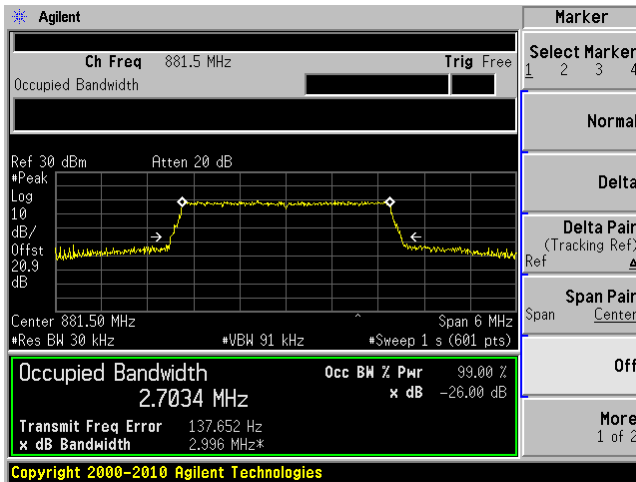 Agilent
Marker
Ch Freq 881.5 MHz Trig Free
Occupied Bandwidth
Select Marker
1 2 3 4
Normal
Delta
Delta Pair
(Tracking Ref)
Ref Δ
Span Pair
Span Center
Off
More
1 of 2
Ref 30 dBm Atten 20 dB
#Peak
Log
10
dB/
Offst
20.9
dB
Center 881.50 MHz Span 6 MHz
#Res BW 30 kHz #VBW 91 kHz #Sweep 1 s (601 pts)
Occupied Bandwidth Occ BW % Pwr 99.00 %
2.7034 MHz x dB -26.00 dB
Transmit Freq Error 137.652 Hz
x dB Bandwidth 2.996 MHz*
Copyright 2000-2010 Agilent Technologies